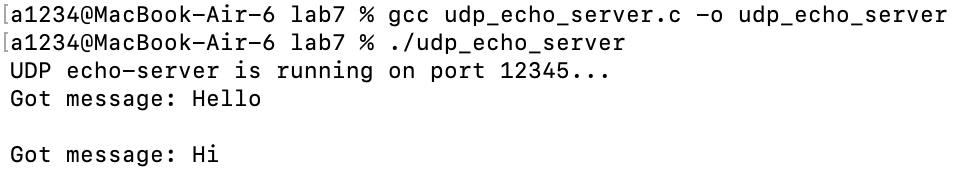 [a1234@MacBook-Air-6 lab7 % gcc udp_echo_server.c -o udp_echo_server
[a1234@MacBook-Air-6 lab7 % ./udp_echo_server
UDP echo-server is running on port 12345...
Got message: Hello
Got message: Hi